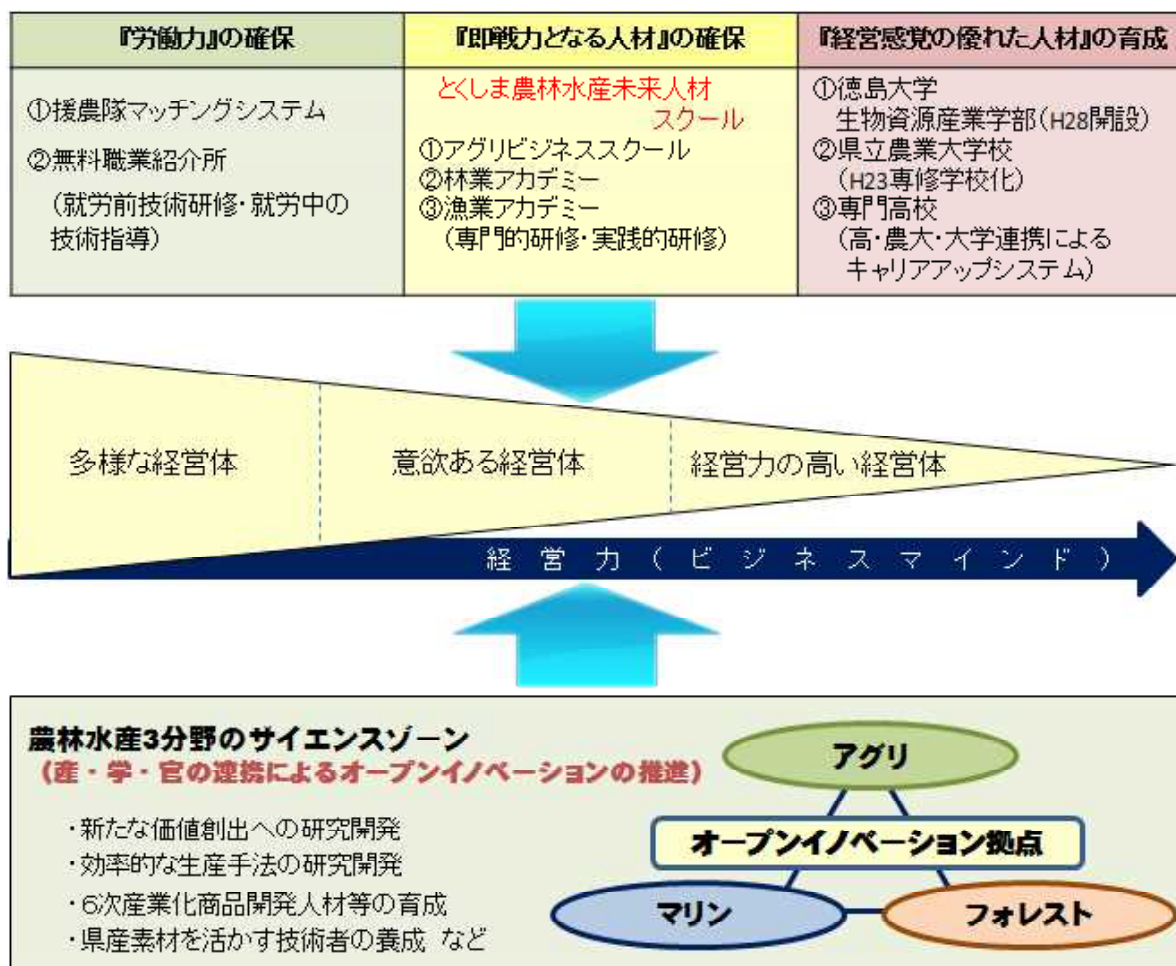 『労働力』の確保
①援農隊マッチングシステム
②無料職業紹介所
(就労前技術研修・就労中の
技術指導)
『即戦力となる人材』の確保
とくしま農林水産未来人材
スクール
①アグリビジネススクール
②林業アカデミー
③漁業アカデミー
(専門的研修・実践的研修)
『経営感覚の優れた人材』の育成
①徳島大学
生物資源産業学部(H28開設)
②県立農業大学校
(H23専修学校化)
③専門高校
(高・農大・大学連携による
キャリアアップシステム)
多様な経営体
意欲ある経営体
経営力の高い経営体
経営力(ビジネスマインド)
農林水産3分野のサイエンスゾーン
(産・学・官の連携によるオープンイノベーションの推進)
・新たな価値創出への研究開発
・効率的な生産手法の研究開発
・6次産業化商品開発人材等の育成
・県産素材を活かす技術者の養成 など
アグリ
オープンイノベーション拠点
マリン
フォレスト